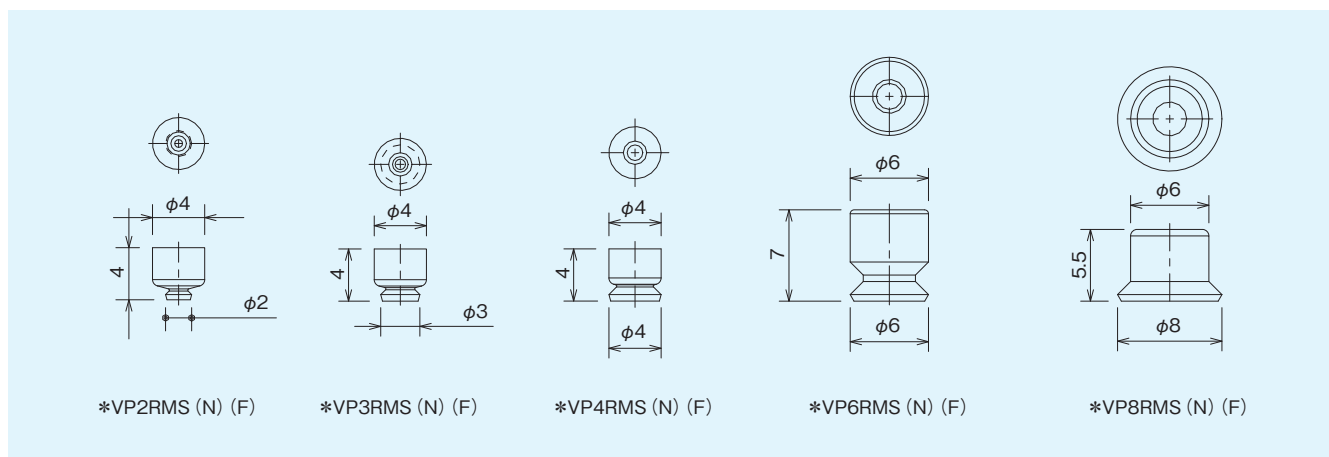 φ4
4
φ2
*VP2RMS (N) (F)
φ4
4
φ3
*VP3RMS (N) (F)
φ4
4
φ4
*VP4RMS (N) (F)
φ6
7
φ6
*VP6RMS (N) (F)
φ6
5.5
φ8
*VP8RMS (N) (F)